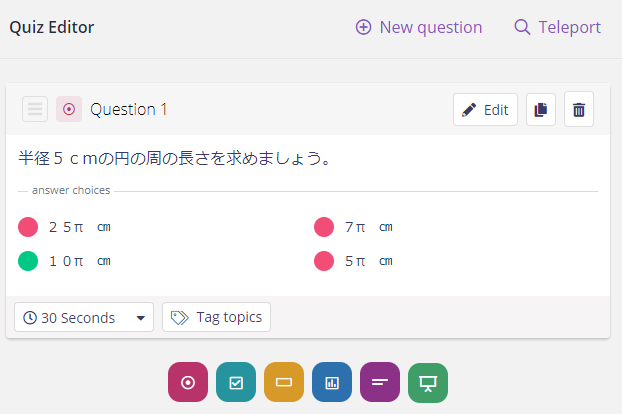 Quiz Editor
New question
Teleport
Question 1
Edit
半径５ｃｍの円の周の長さを求めましょう。
answer choices
２５π　㎝
7π　㎝
１０π　㎝
5π　㎝
30 Seconds
Tag topics